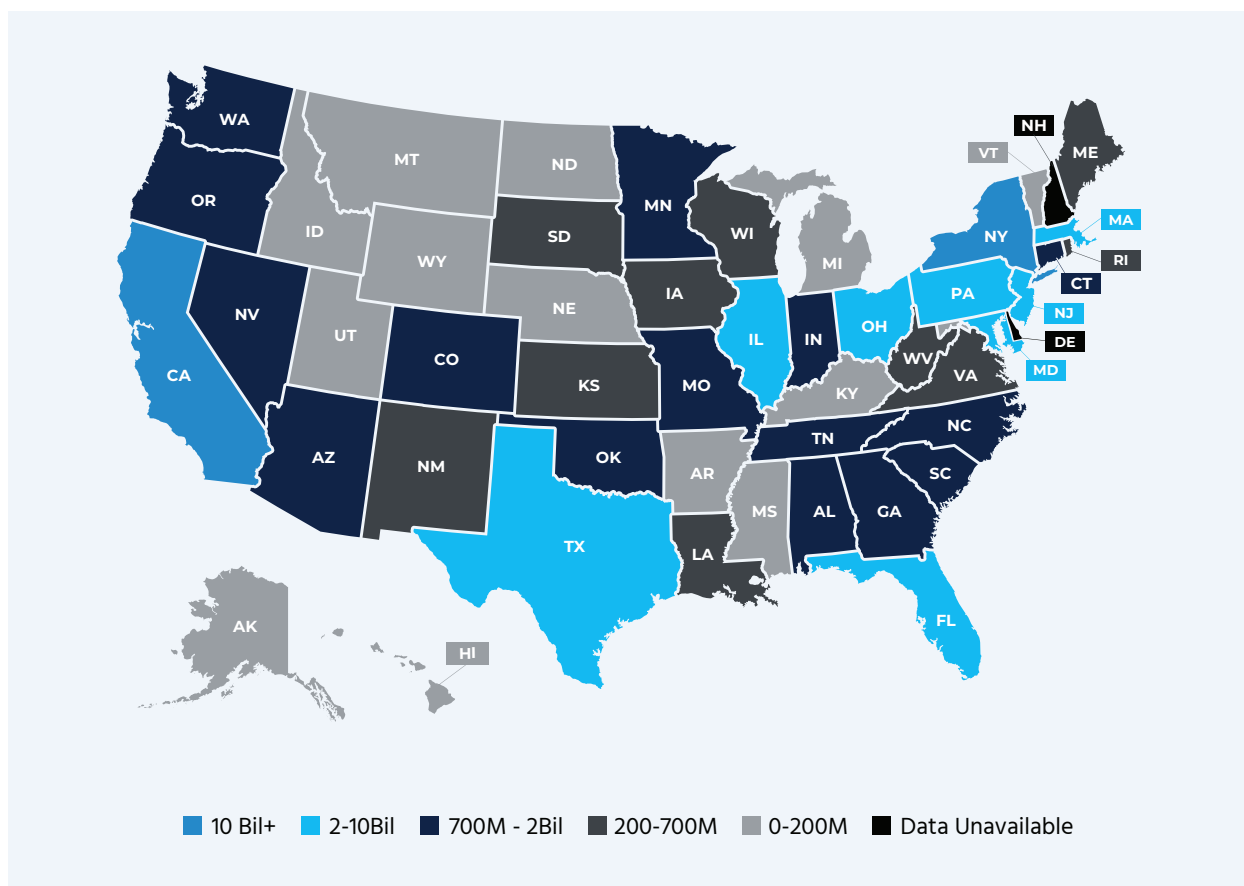 WA
NH
VT
ME
MT
ND
OR
MN
MA
ID
SD
WI
NY
WY
MI
RI
CT
IA
PA
NE
NJ
NV
UT
OH
IL
IN
DE
CO
WV
MD
CA
KS
MO
VA
KY
NC
TN
AZ
OK
NM
AR
SC
MS
AL
GA
TX
LA
FL
AK
HI
10 Bil+ 2-10Bil 700M - 2Bil 200-700M 0-200M Data Unavailable